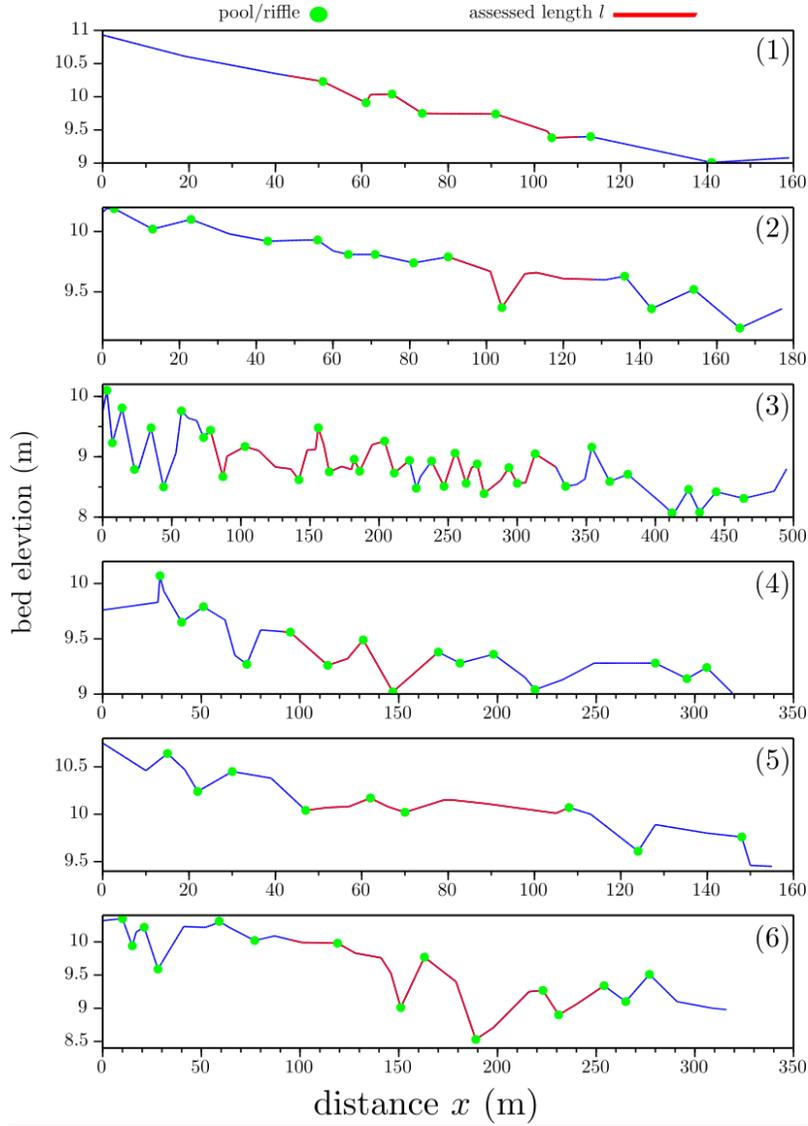 pool/riffle assessed length l
11
10.5
10
9.5
9
(1)
0 20 40 60 80 100 120 140 160
10
9.5
(2)
0 20 40 60 80 100 120 140 160 180
10
9
8
(3)
0 50 100 150 200 250 300 350 400 450 500
bed elevtion (m)
10
9.5
9
(4)
0 50 100 150 200 250 300 350
10.5
10
9.5
(5)
0 20 40 60 80 100 120 140 160
10
9.5
9
8.5
(6)
0 50 100 150 200 250 300 350
distance x (m)